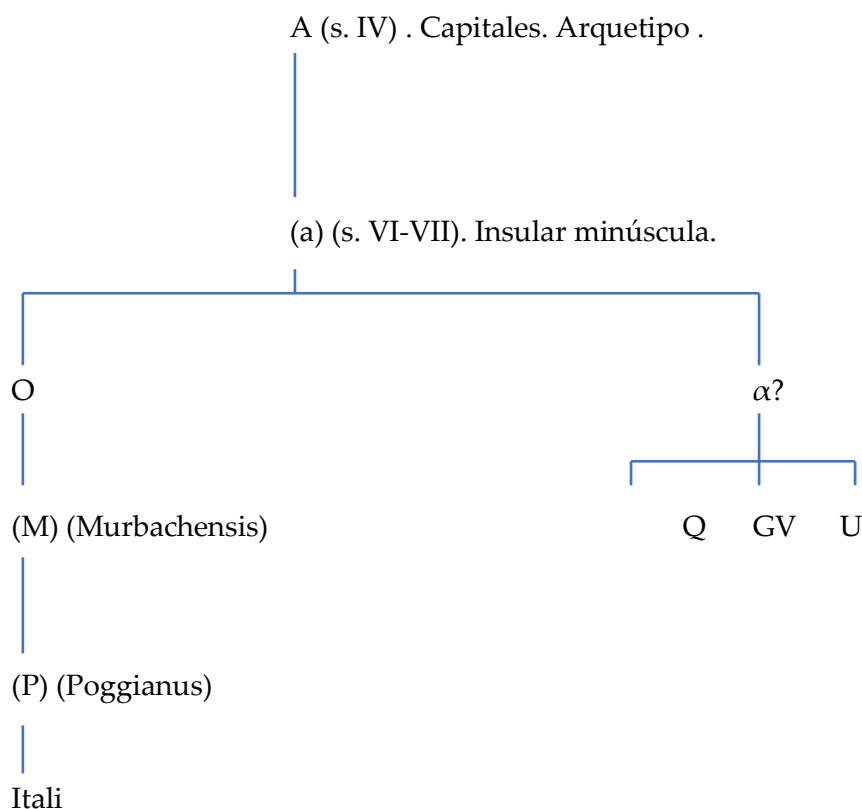 A (s. IV) . Capitales. Arquetipo .
(a) (s. VI-VII). Insular minúscula.
O α?
(M) (Murbachensis) Q GV U
(P) (Poggianus)
Itali